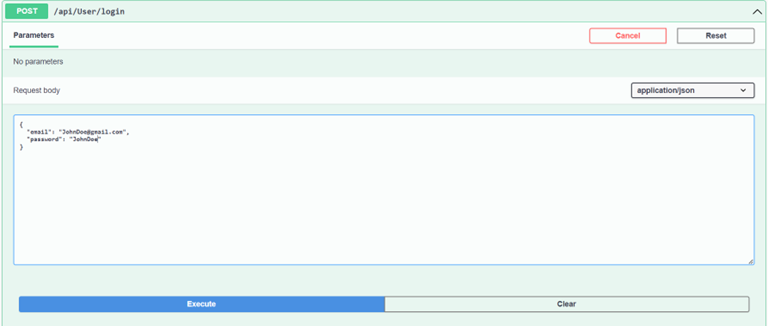 POST /api/User/login
Parameters Cancel Reset
No parameters
Request body application/json
{
"email": "JohnDoe@gmail.com",
"password": "JohnDoe"
}
Execute Clear